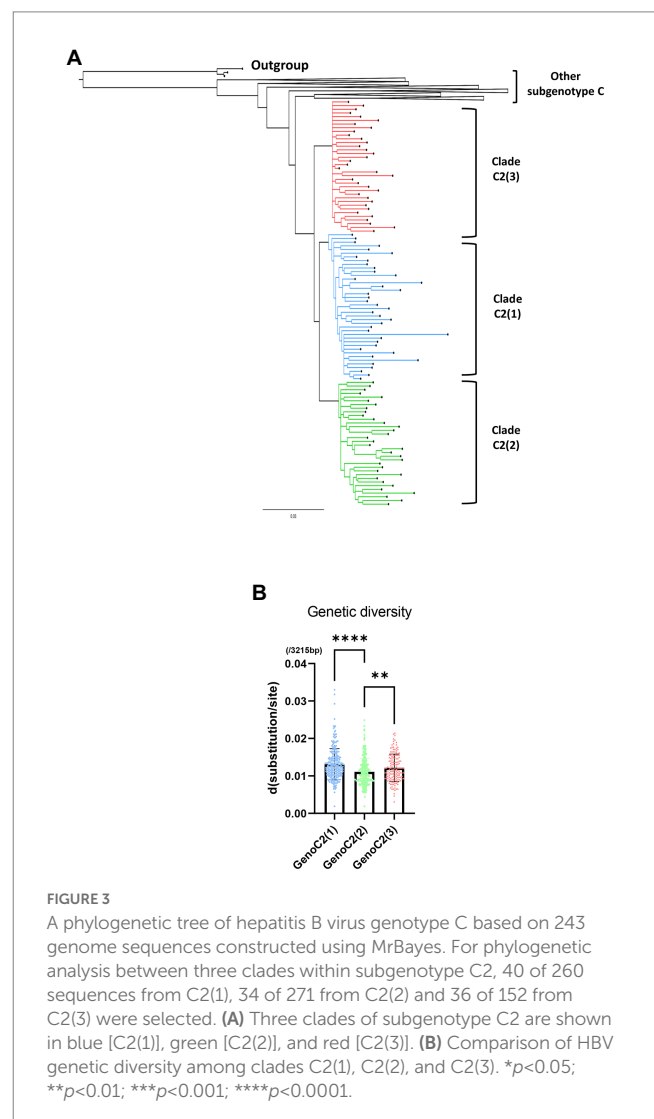 A
Outgroup
Other
subgenotype C
Clade
C2(3)
Clade
C2(1)
Clade
C2(2)
0.03
B
Genetic diversity
(/3215bp)
****
**
0.04
0.03
0.02
0.01
0.00
d(substitution/site)
GenoC2(1)
GenoC2(2)
GenoC2(3)
FIGURE 3
A phylogenetic tree of hepatitis B virus genotype C based on 243
genome sequences constructed using MrBayes. For phylogenetic
analysis between three clades within subgenotype C2, 40 of 260
sequences from C2(1), 34 of 271 from C2(2) and 36 of 152 from
C2(3) were selected. (A) Three clades of subgenotype C2 are shown
in blue [C2(1)], green [C2(2)], and red [C2(3)]. (B) Comparison of HBV
genetic diversity among clades C2(1), C2(2), and C2(3). *p<0.05;
**p<0.01; ***p<0.001; ****p<0.0001.